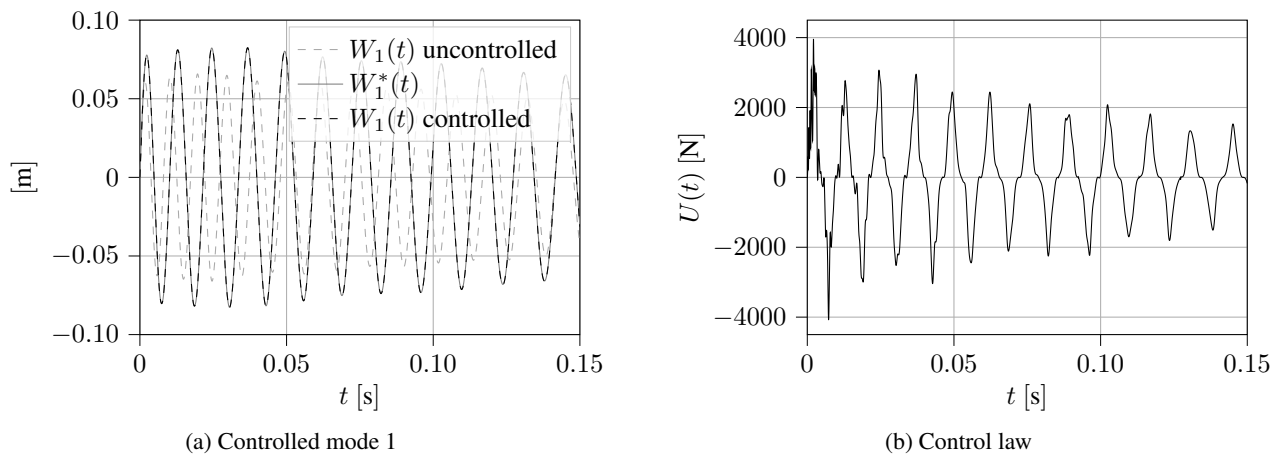 0.10
0.05
0
−0.05
−0.10
[m]
W₁(t) uncontrolled
W₁*(t)
W₁(t) controlled
0 0.05 0.10 0.15
t [s]
(a) Controlled mode 1
4000
2000
0
−2000
−4000
U(t) [N]
0 0.05 0.10 0.15
t [s]
(b) Control law